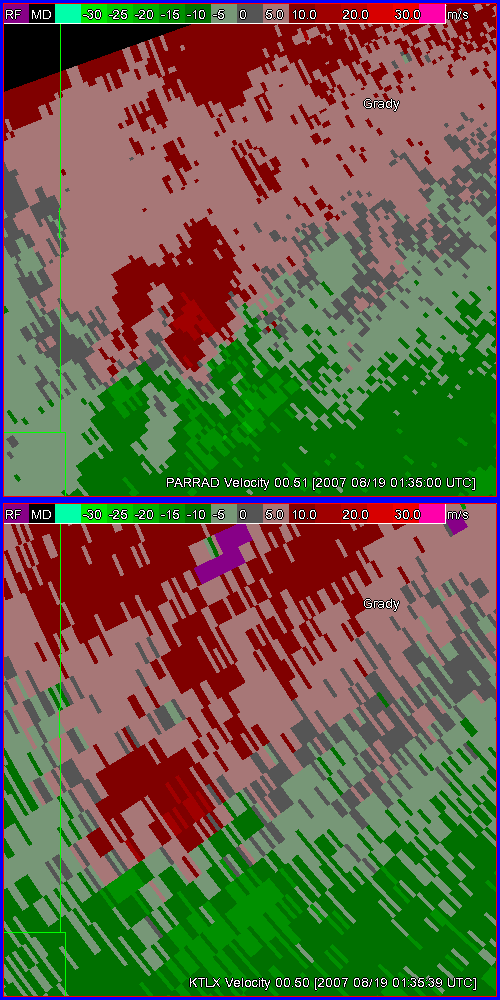 RF MD -30 -25 -20 -15 -10 -5 0 5.0 10.0 20.0 30.0 m/s
Grady
PARRAD Velocity 00.51 [2007 08/19 01:35:00 UTC]
RF MD -30 -25 -20 -15 -10 -5 0 5.0 10.0 20.0 30.0 m/s
Grady
KTLX Velocity 00.50 [2007 08/19 01:35:39 UTC]